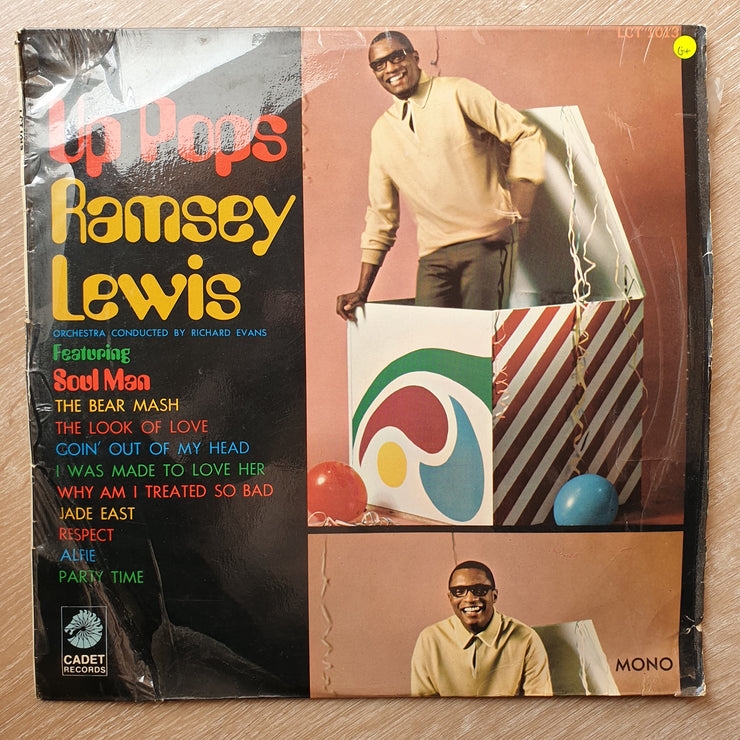 LCT 1013
G+
Up Pops
Ramsey
Lewis
ORCHESTRA CONDUCTED BY RICHARD EVANS
Featuring
Soul Man
THE BEAR MASH
THE LOOK OF LOVE
GOIN' OUT OF MY HEAD
I WAS MADE TO LOVE HER
WHY AM I TREATED SO BAD
JADE EAST
RESPECT
ALFIE
PARTY TIME
CADET
RECORDS
MONO